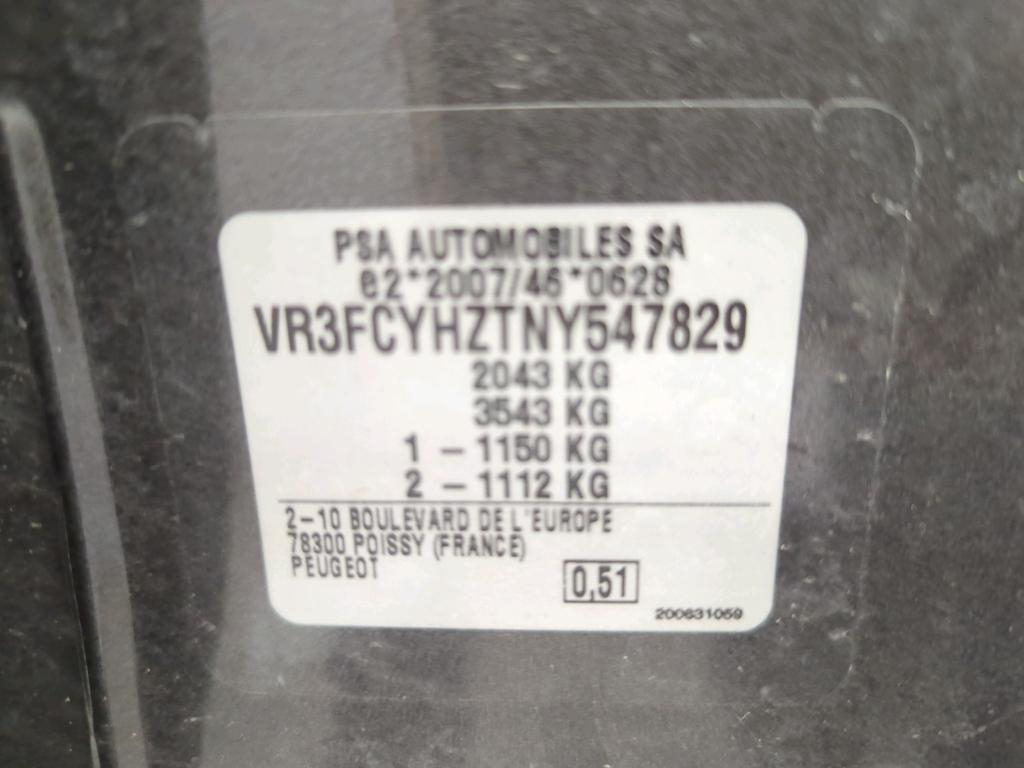 PSA AUTOMOBILES SA
e2*2007/46*0628
VR3FCYHZTNY547829
2043 KG
3543 KG
1 – 1150 KG
2 – 1112 KG
2–10 BOULEVARD DE L'EUROPE
78300 POISSY (FRANCE)
PEUGEOT
0,51
200631059